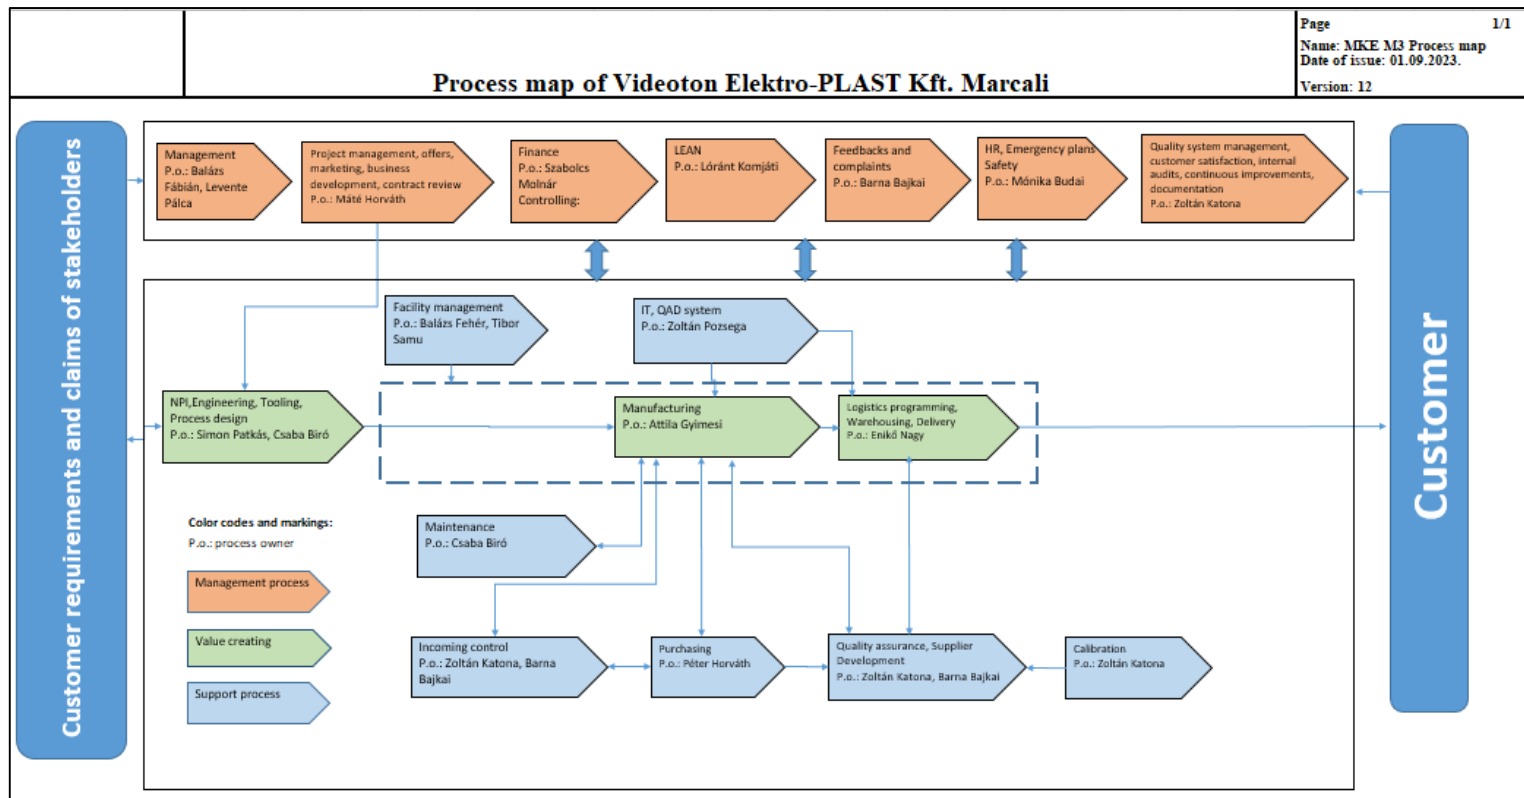 Process map of Videoton Elektro-PLAST Kft. Marcali
Page 1/1
Name: MKE M3 Process map
Date of issue: 01.09.2023.
Version: 12
Customer requirements and claims of stakeholders
Management
P.o.: Balázs
Fábián, Levente
Pálca
Project management, offers,
marketing, business
development, contract review
P.o.: Máté Horváth
Finance
P.o.: Szabolcs
Molnár
Controlling:
LEAN
P.o.: Lóránt Komjáti
Feedbacks and
complaints
P.o.: Barna Bajkai
HR, Emergency plans
Safety
P.o.: Mónika Budai
Quality system management,
customer satisfaction, internal
audits, continuous improvements,
documentation
P.o.: Zoltán Katona
Customer
Facility management
P.o.: Balázs Fehér, Tibor
Samu
IT, QAD system
P.o.: Zoltán Pozsega
NPI,Engineering, Tooling,
Process design
P.o.: Simon Patkás, Csaba Biró
Manufacturing
P.o.: Attila Gyimesi
Logistics programming,
Warehousing, Delivery
P.o.: Enikő Nagy
Color codes and markings:
P.o.: process owner
Management process
Value creating
Support process
Maintenance
P.o.: Csaba Biró
Incoming control
P.o.: Zoltán Katona, Barna
Bajkai
Purchasing
P.o.: Péter Horváth
Quality assurance, Supplier
Development
P.o.: Zoltán Katona, Barna Bajkai
Calibration
P.o.: Zoltán Katona